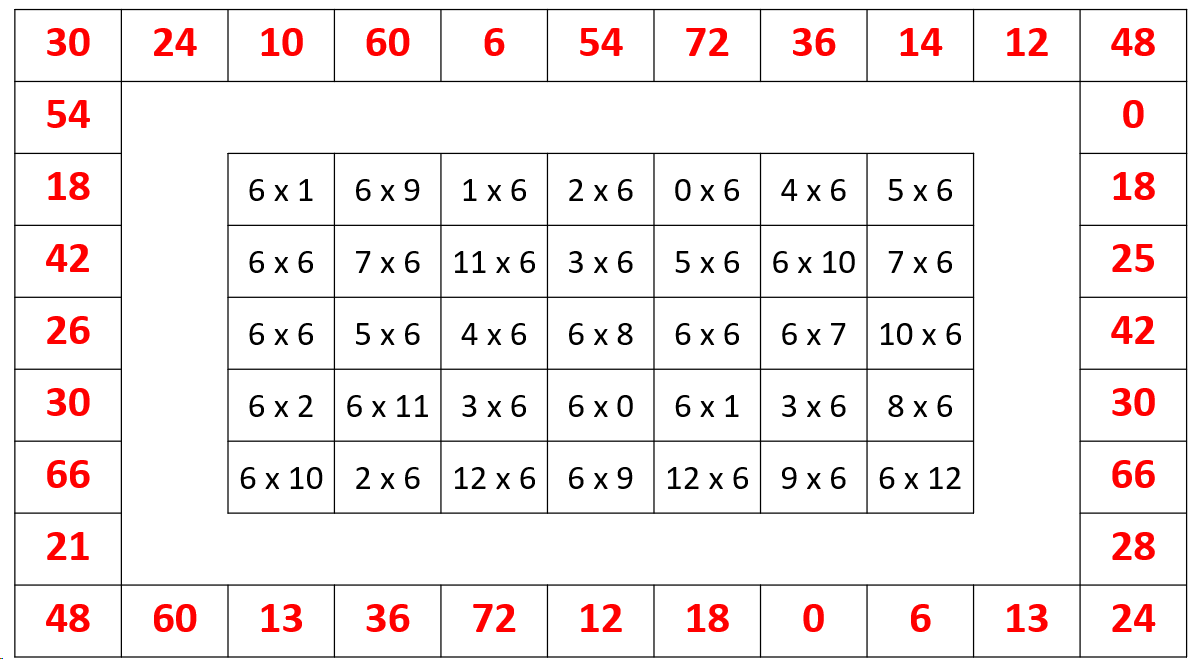 30 24 10 60 6 54 72 36 14 12 48
54 0
18 6 x 1 6 x 9 1 x 6 2 x 6 0 x 6 4 x 6 5 x 6 18
42 6 x 6 7 x 6 11 x 6 3 x 6 5 x 6 6 x 10 7 x 6 25
26 6 x 6 5 x 6 4 x 6 6 x 8 6 x 6 6 x 7 10 x 6 42
30 6 x 2 6 x 11 3 x 6 6 x 0 6 x 1 3 x 6 8 x 6 30
66 6 x 10 2 x 6 12 x 6 6 x 9 12 x 6 9 x 6 6 x 12 66
21 28
48 60 13 36 72 12 18 0 6 13 24